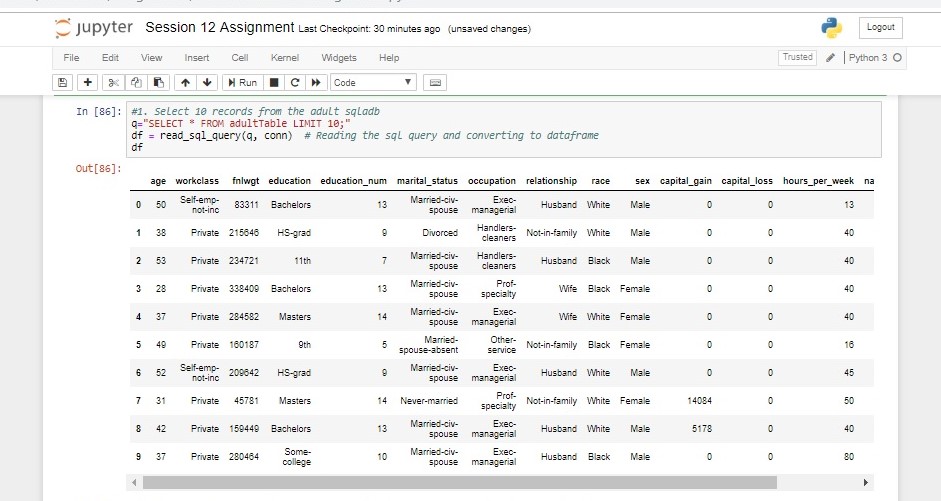 jupyter Session 12 Assignment Last Checkpoint: 30 minutes ago (unsaved changes) Logout
File Edit View Insert Cell Kernel Widgets Help Trusted Python 3
Run Code
In [86]: #1. Select 10 records from the adult sqladb
q="SELECT * FROM adultTable LIMIT 10;"
df = read_sql_query(q, conn) # Reading the sql query and converting to dataframe
df
Out[86]:
age workclass fnlwgt education education_num marital_status occupation relationship race sex capital_gain capital_loss hours_per_week na
0 50 Self-emp-not-inc 83311 Bachelors 13 Married-civ-spouse Exec-managerial Husband White Male 0 0 13
1 38 Private 215646 HS-grad 9 Divorced Handlers-cleaners Not-in-family White Male 0 0 40
2 53 Private 234721 11th 7 Married-civ-spouse Handlers-cleaners Husband Black Male 0 0 40
3 28 Private 338409 Bachelors 13 Married-civ-spouse Prof-specialty Wife Black Female 0 0 40
4 37 Private 284582 Masters 14 Married-civ-spouse Exec-managerial Wife White Female 0 0 40
5 49 Private 160187 9th 5 Married-spouse-absent Other-service Not-in-family Black Female 0 0 16
6 52 Self-emp-not-inc 209642 HS-grad 9 Married-civ-spouse Exec-managerial Husband White Male 0 0 45
7 31 Private 45781 Masters 14 Never-married Prof-specialty Not-in-family White Female 14084 0 50
8 42 Private 159449 Bachelors 13 Married-civ-spouse Exec-managerial Husband White Male 5178 0 40
9 37 Private 280464 Some-college 10 Married-civ-spouse Exec-managerial Husband Black Male 0 0 80